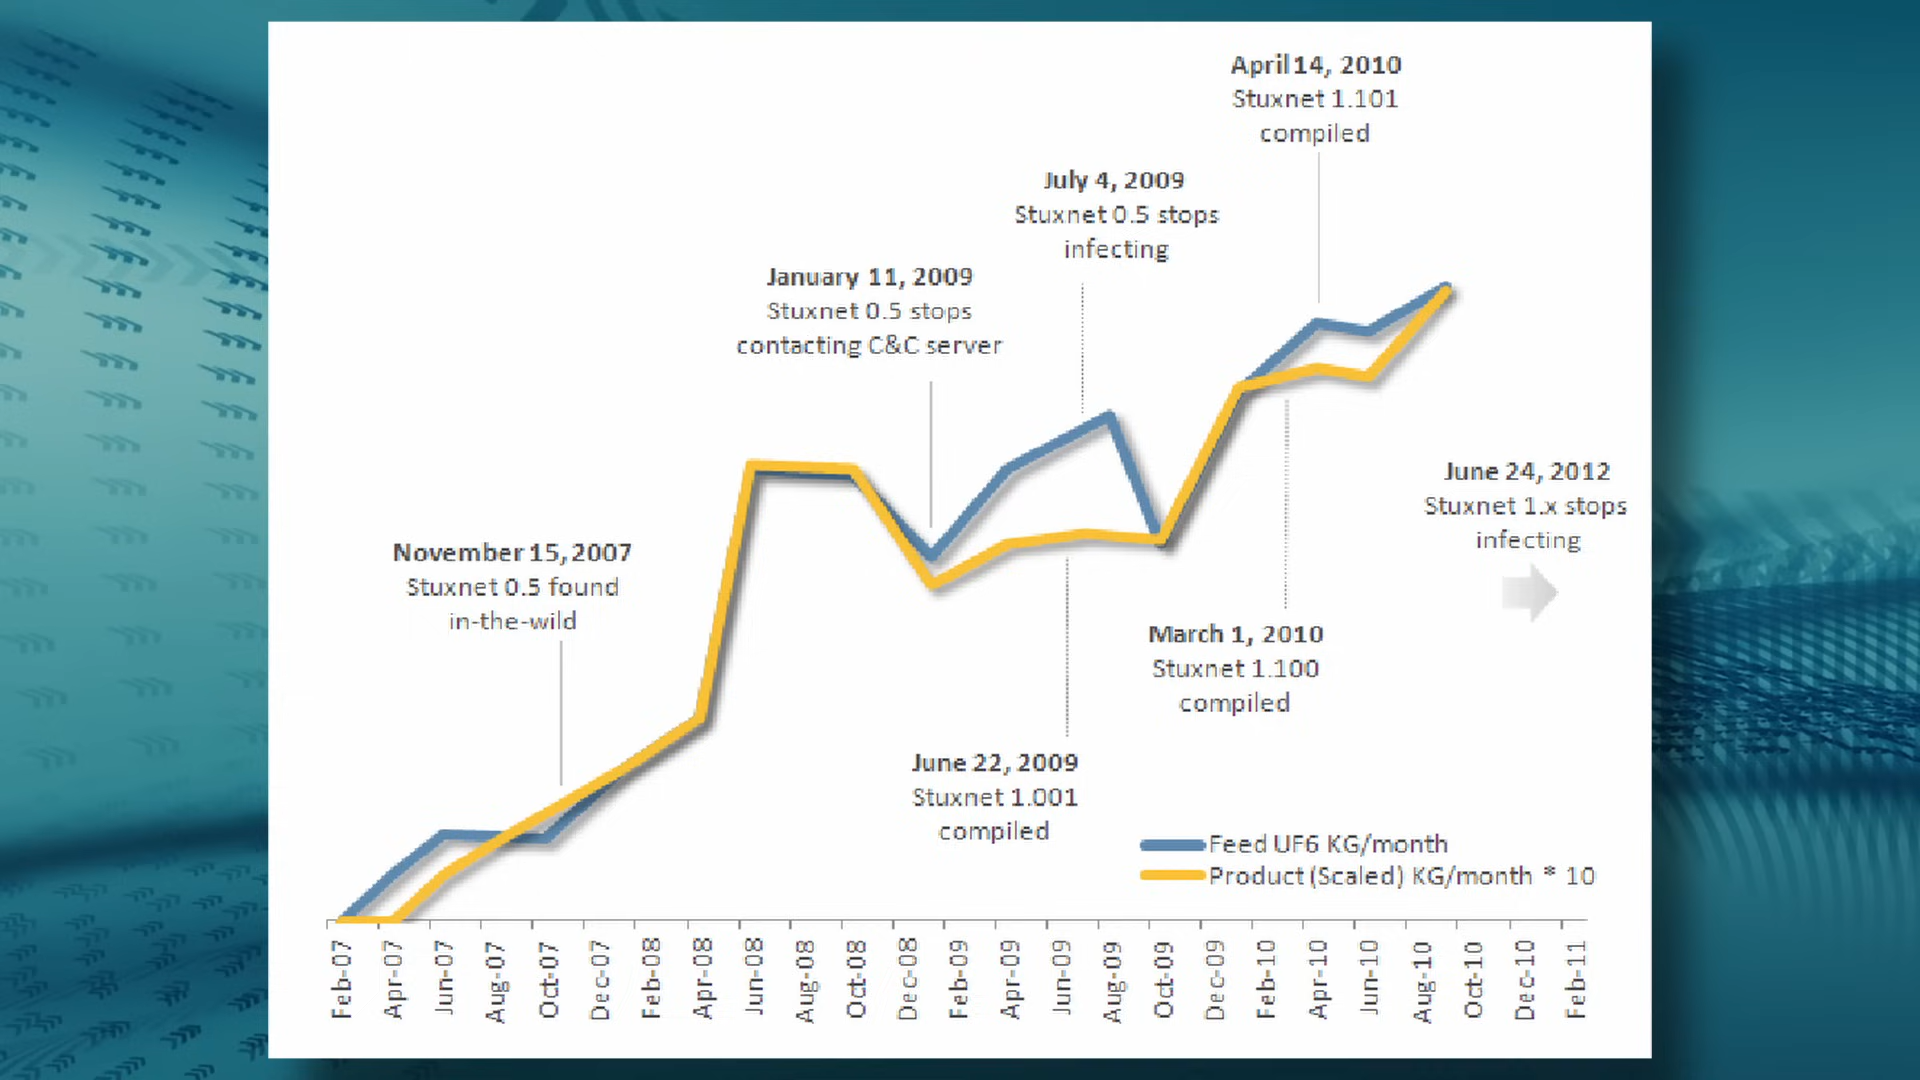 April 14, 2010
Stuxnet 1.101
compiled
July 4, 2009
Stuxnet 0.5 stops
infecting
January 11, 2009
Stuxnet 0.5 stops
contacting C&C server
June 24, 2012
Stuxnet 1.x stops
infecting
November 15, 2007
Stuxnet 0.5 found
in-the-wild
March 1, 2010
Stuxnet 1.100
compiled
June 22, 2009
Stuxnet 1.001
compiled
Feed UF6 KG/month
Product (Scaled) KG/month * 10
Feb-07
Apr-07
Jun-07
Aug-07
Oct-07
Dec-07
Feb-08
Apr-08
Jun-08
Aug-08
Oct-08
Dec-08
Feb-09
Apr-09
Jun-09
Aug-09
Oct-09
Dec-09
Feb-10
Apr-10
Jun-10
Aug-10
Oct-10
Dec-10
Feb-11